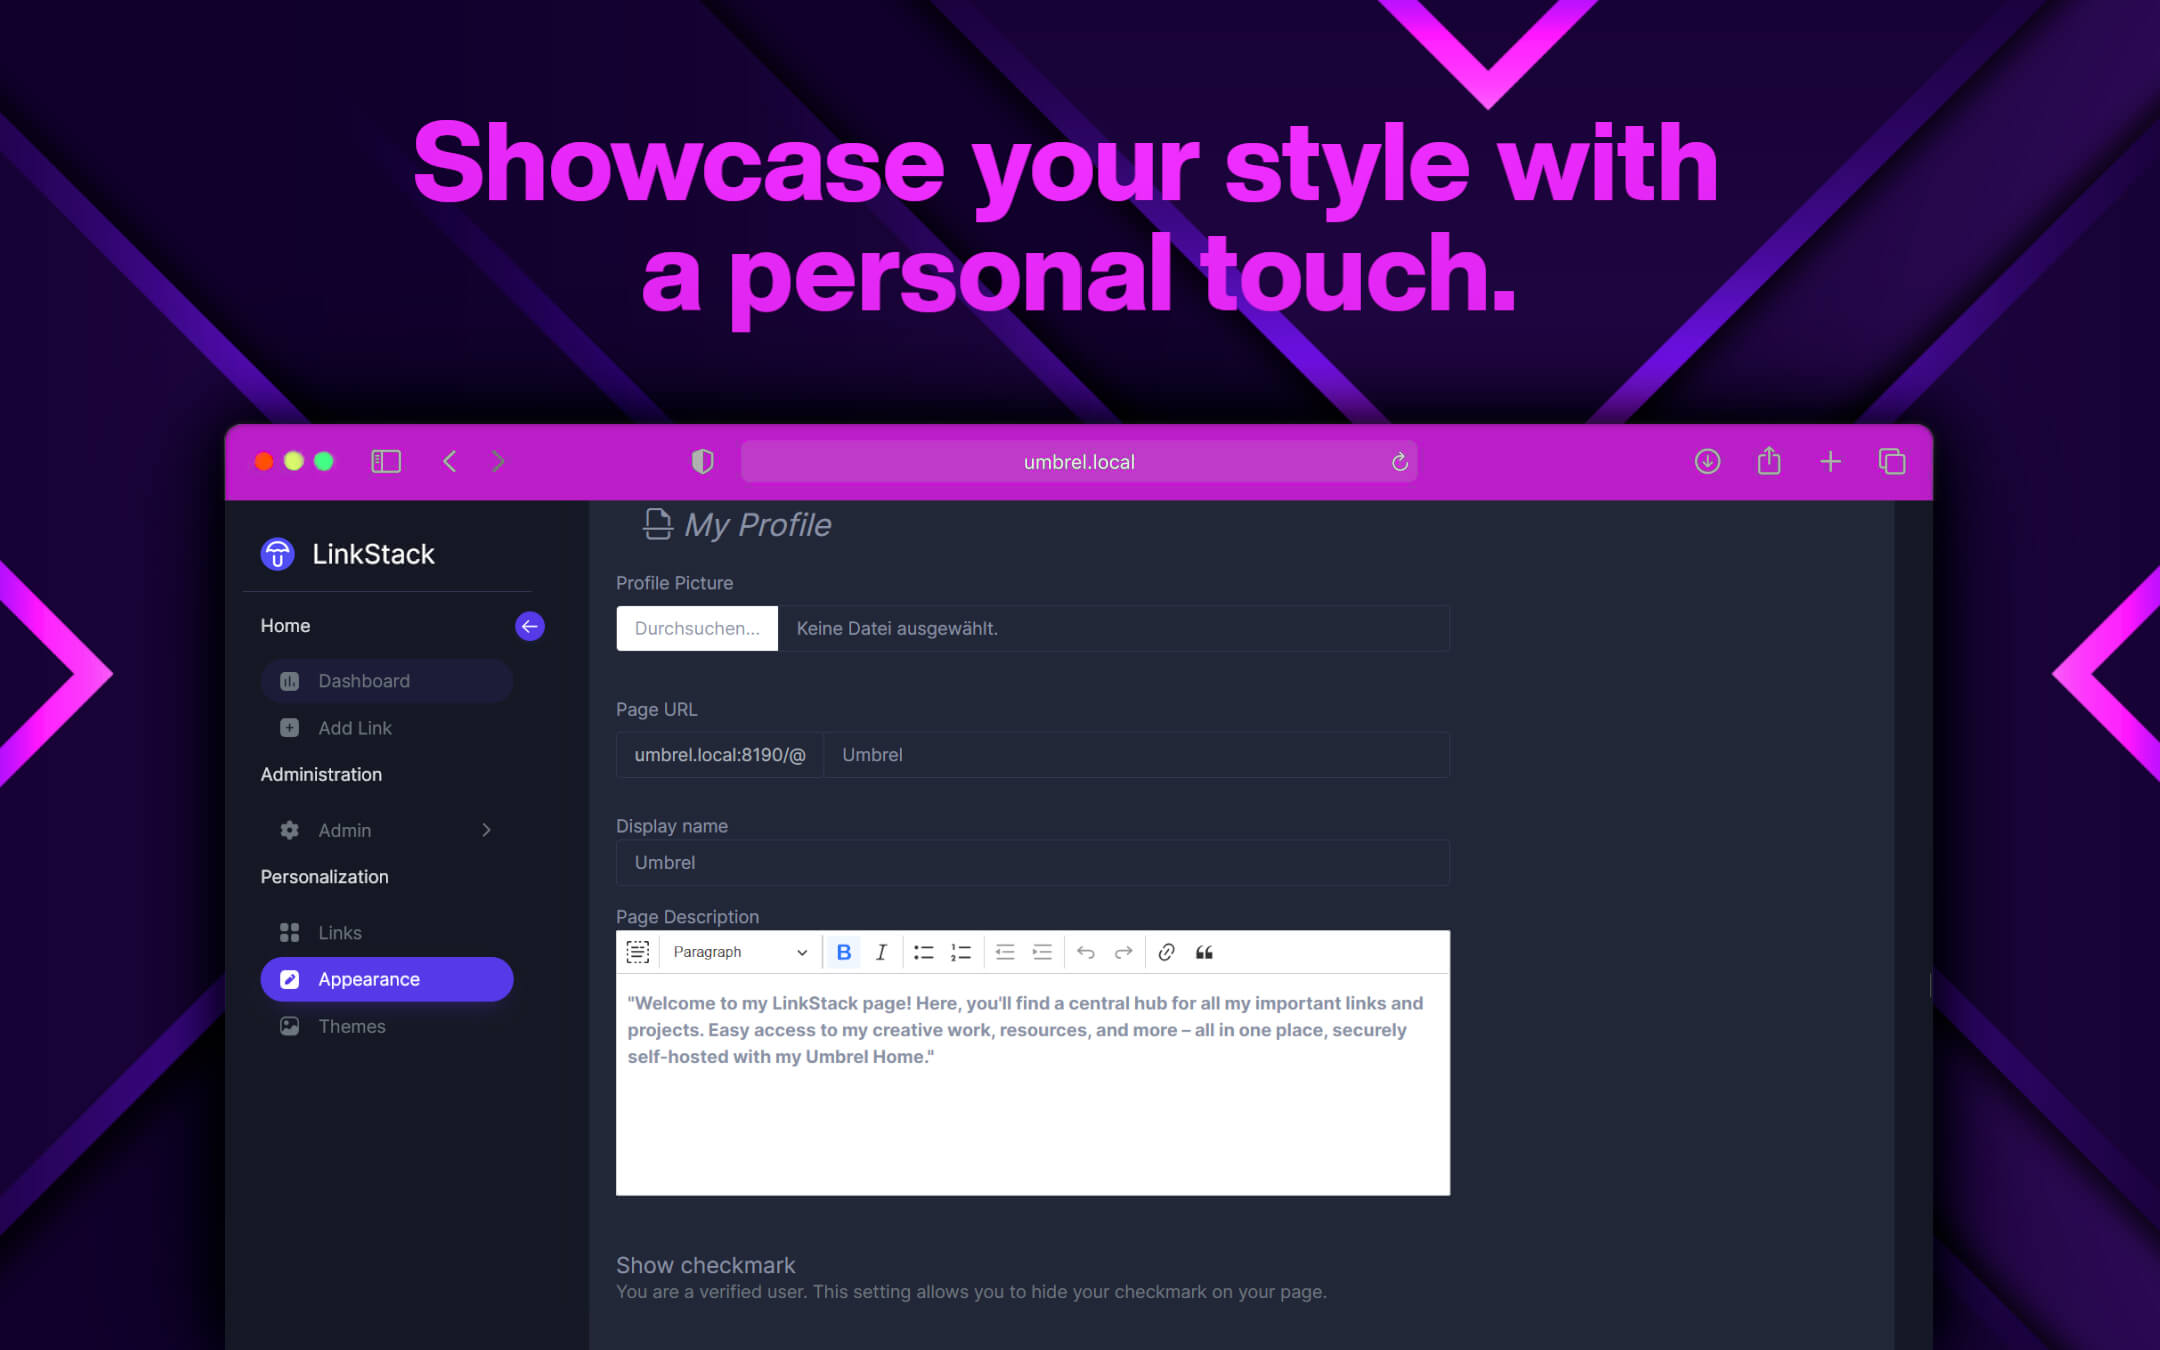 Showcase your style with
a personal touch.
umbrel.local
LinkStack
Home
Dashboard
Add Link
Administration
Admin
Personalization
Links
Appearance
Themes
My Profile
Profile Picture
Durchsuchen... Keine Datei ausgewählt.
Page URL
umbrel.local:8190/@ Umbrel
Display name
Umbrel
Page Description
Paragraph B I
"Welcome to my LinkStack page! Here, you'll find a central hub for all my important links and
projects. Easy access to my creative work, resources, and more – all in one place, securely
self-hosted with my Umbrel Home."
Show checkmark
You are a verified user. This setting allows you to hide your checkmark on your page.